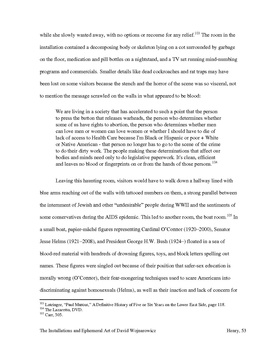 while she slowly wasted away, with no options or recourse for any relief.¹³² The room in the
installation contained a decomposing body or skeleton lying on a cot surrounded by garbage
on the floor, medication and pill bottles on a nightstand, and a TV set running mind-numbing
programs and commercials. Smaller details like dead cockroaches and rat traps may have
been lost on some visitors because the stench and the horror of the scene was so visceral, not
to mention the message scrawled on the walls in what appeared to be blood:
We are living in a society that has accelerated to such a point that the person
to press the button that releases warheads, the person who determines whether
some of us have rights to abortion, the person who determines whether men
can love men or women can love women or whether I should have to die of
lack of access to Health Care because I'm Black or Hispanic or poor + White
or Native American - that person no longer has to go to the scene of the crime
to do their dirty work. The people making these determinations that affect our
bodies and minds need only to do legislative paperwork. It's clean, efficient
and leaves no blood or fingerprints on or from the hands of those persons.¹³³
Leaving this haunting room, visitors would have to walk down a hallway lined with
blue arms reaching out of the walls with tattooed numbers on them, a strong parallel between
the internment of Jewish and other "undesirable" people during WWII and the sentiments of
some conservatives during the AIDS epidemic. This led to another room, the boat room.¹³⁴ In
a small boat, papier-mâché figures representing Cardinal O'Connor (1920–2000), Senator
Jesse Helms (1921–2008), and President George H.W. Bush (1924–) floated in a sea of
blood-red material with hundreds of drowning figures, toys, and block letters spelling out
names. These figures were singled out because of their position that safer-sex education is
morally wrong (O'Connor), their fear-mongering techniques used to scare Americans into
discriminating against homosexuals (Helms), as well as their inaction and lack of concern for
¹³² Lotringer, "Paul Marcus," A Definitive History of Five or Six Years on the Lower East Side, page 118.
¹³³ The Lazaretto, DVD.
¹³⁴ Carr, 505.
The Installations and Ephemeral Art of David Wojnarowicz Henry, 53